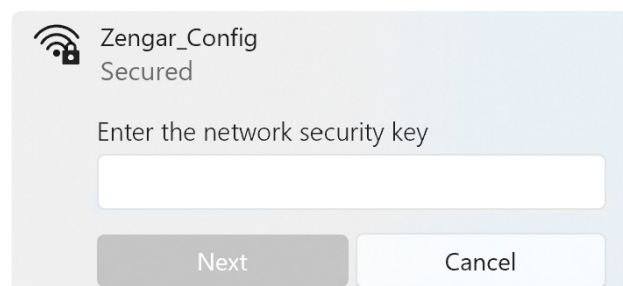 Zengar_Config
Secured
Enter the network security key
Next
Cancel